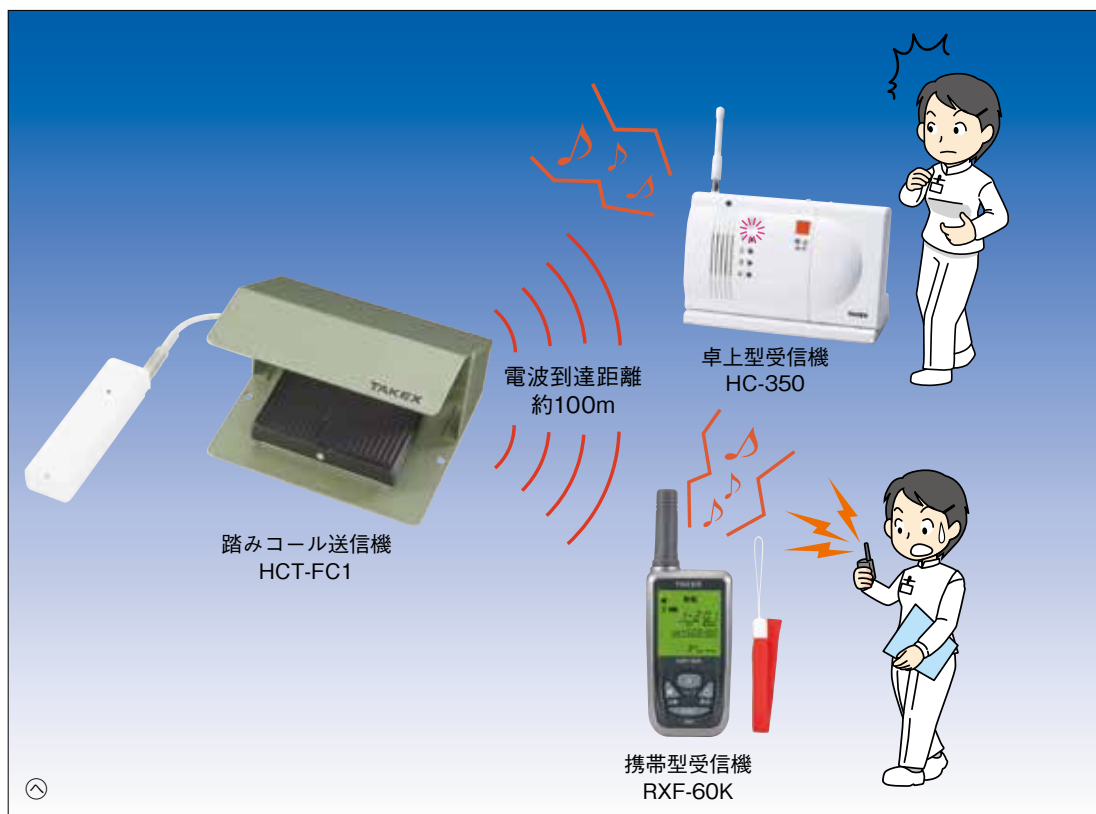 TAKEX
踏みコール送信機
HCT-FC1
電波到達距離
約100m
卓上型受信機
HC-350
TAKEX
携帯型受信機
RXF-60K